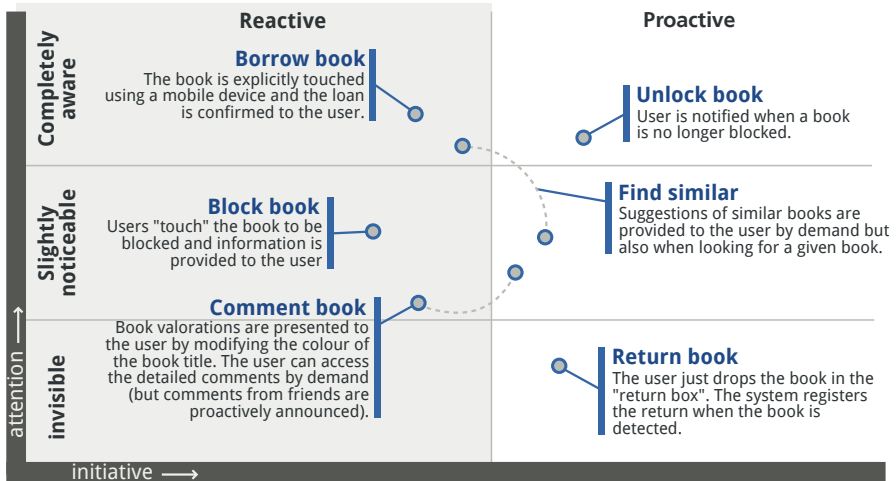 Reactive
Proactive
Completely
aware
Borrow book
The book is explicitly touched
using a mobile device and the loan
is confirmed to the user.
Unlock book
User is notified when a book
is no longer blocked.
Slightly
noticeable
Block book
Users "touch" the book to be
blocked and information is
provided to the user
Find similar
Suggestions of similar books are
provided to the user by demand but
also when looking for a given book.
Comment book
Book valorations are presented to
the user by modifying the colour of
the book title. The user can access
the detailed comments by demand
(but comments from friends are
proactively announced).
invisible
Return book
The user just drops the book in the
"return box". The system registers
the return when the book is
detected.
attention ⟶
initiative ⟶